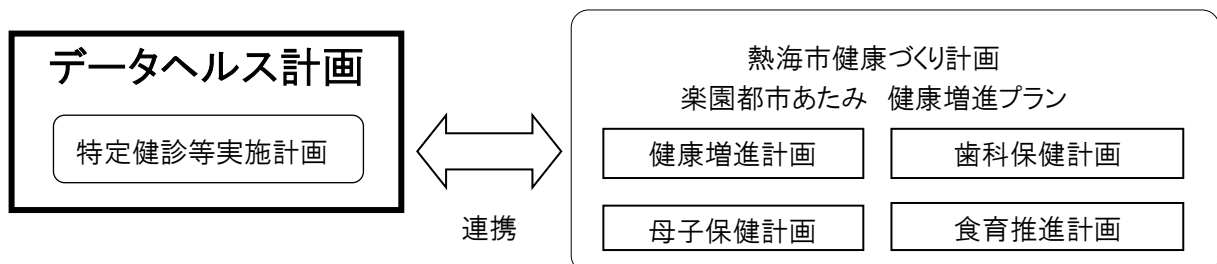 データヘルス計画
特定健診等実施計画
連携
熱海市健康づくり計画
楽園都市あたみ　健康増進プラン
健康増進計画
歯科保健計画
母子保健計画
食育推進計画